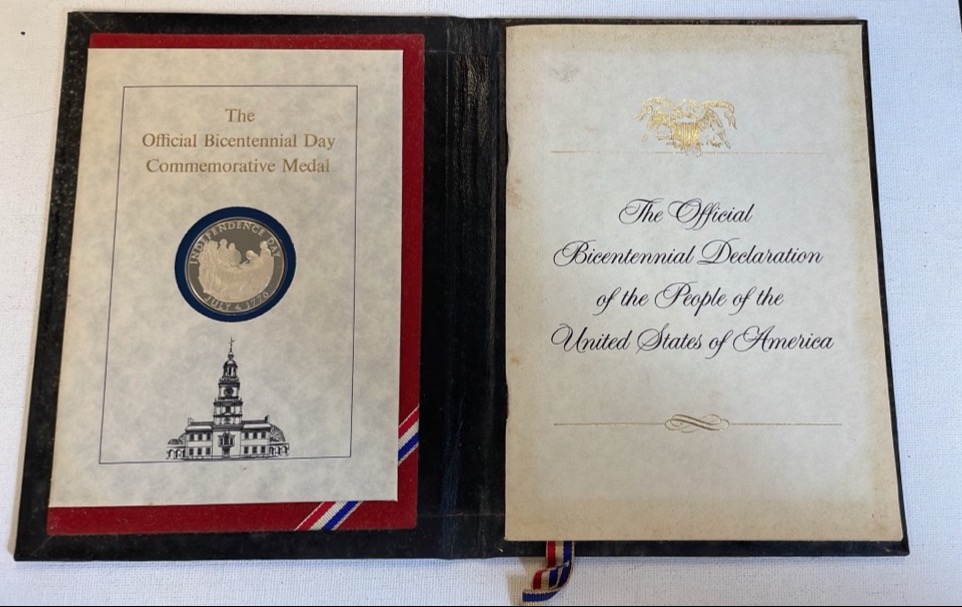 The
Official Bicentennial Day
Commemorative Medal
INDEPENDENCE DAY
JULY 4, 1776
The Official
Bicentennial Declaration
of the People of the
United States of America